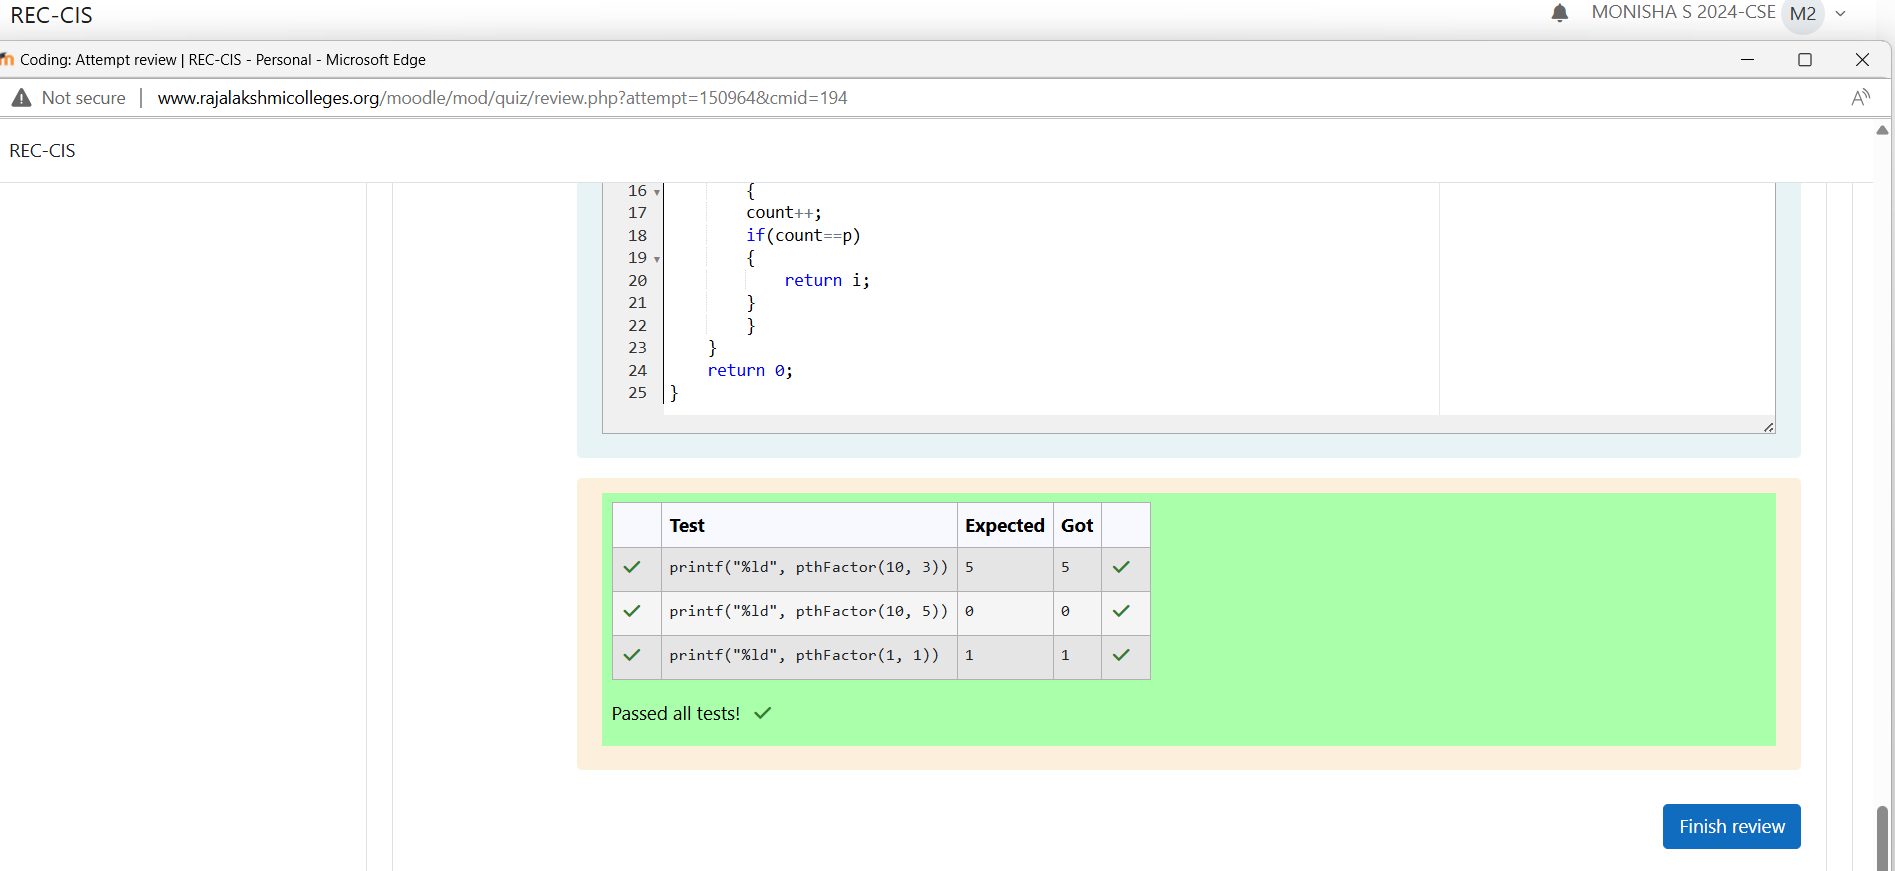 REC-CIS
MONISHA S 2024-CSE M2
Coding: Attempt review | REC-CIS - Personal - Microsoft Edge
Not secure | www.rajalakshmicolleges.org/moodle/mod/quiz/review.php?attempt=150964&cmid=194
REC-CIS
16 {
17 count++;
18 if(count==p)
19 {
20 return i;
21 }
22 }
23 }
24 return 0;
25 }
Test Expected Got
printf("%ld", pthFactor(10, 3)) 5 5
printf("%ld", pthFactor(10, 5)) 0 0
printf("%ld", pthFactor(1, 1)) 1 1
Passed all tests!
Finish review